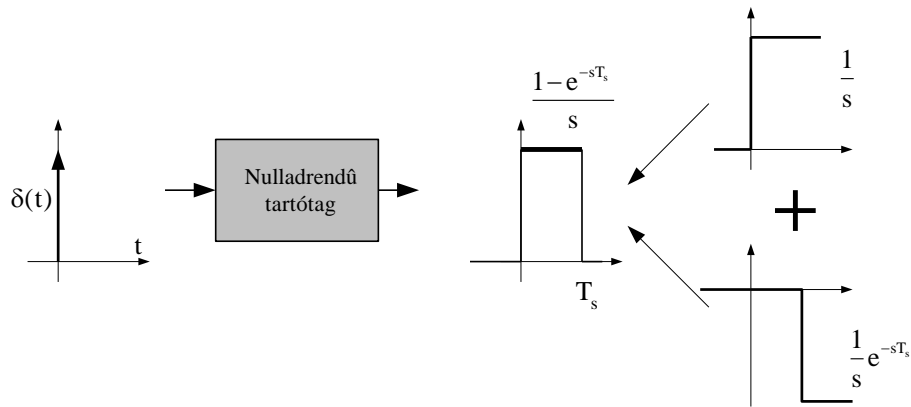 δ(t)
t
Nulladrendû
tartótag
1−e^{−sT_s}
s
T_s
1
s
+
1
s e^{−sT_s}